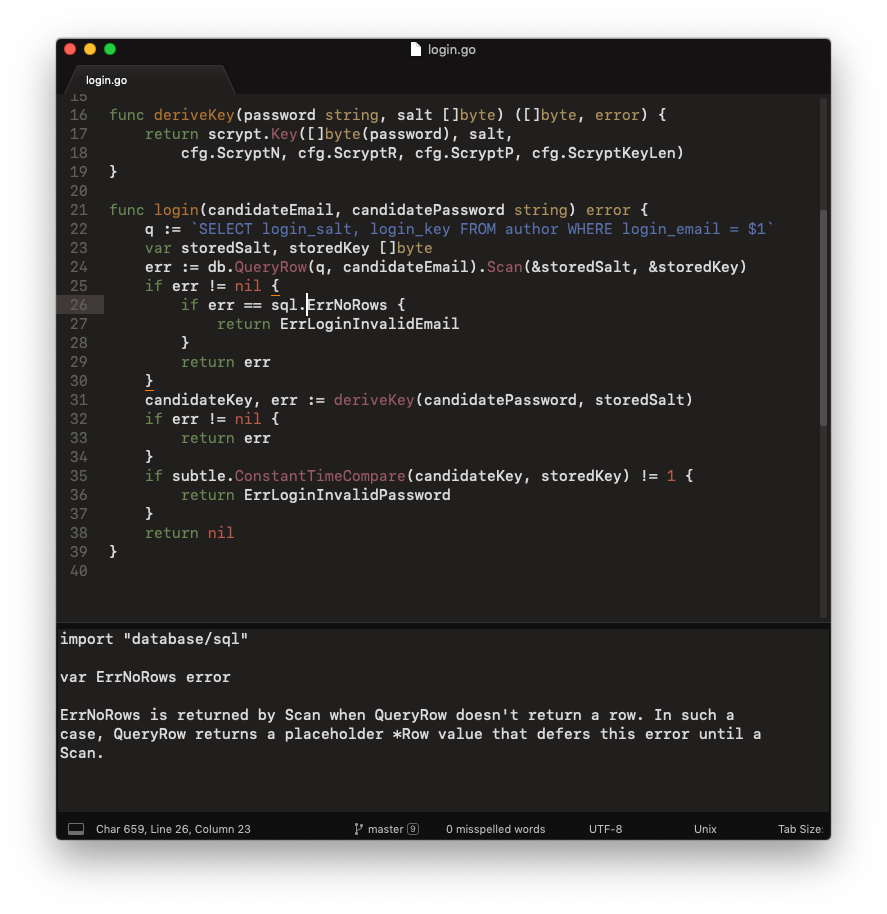 login.go
login.go
15
16 func deriveKey(password string, salt []byte) ([]byte, error) {
17     return scrypt.Key([]byte(password), salt,
18         cfg.ScryptN, cfg.ScryptR, cfg.ScryptP, cfg.ScryptKeyLen)
19 }
20
21 func login(candidateEmail, candidatePassword string) error {
22     q := `SELECT login_salt, login_key FROM author WHERE login_email = $1`
23     var storedSalt, storedKey []byte
24     err := db.QueryRow(q, candidateEmail).Scan(&storedSalt, &storedKey)
25     if err != nil {
26         if err == sql.ErrNoRows {
27             return ErrLoginInvalidEmail
28         }
29         return err
30     }
31     candidateKey, err := deriveKey(candidatePassword, storedSalt)
32     if err != nil {
33         return err
34     }
35     if subtle.ConstantTimeCompare(candidateKey, storedKey) != 1 {
36         return ErrLoginInvalidPassword
37     }
38     return nil
39 }
40
import "database/sql"
var ErrNoRows error
ErrNoRows is returned by Scan when QueryRow doesn't return a row. In such a
case, QueryRow returns a placeholder *Row value that defers this error until a
Scan.
Char 659, Line 26, Column 23 master 9 0 misspelled words UTF-8 Unix Tab Size: